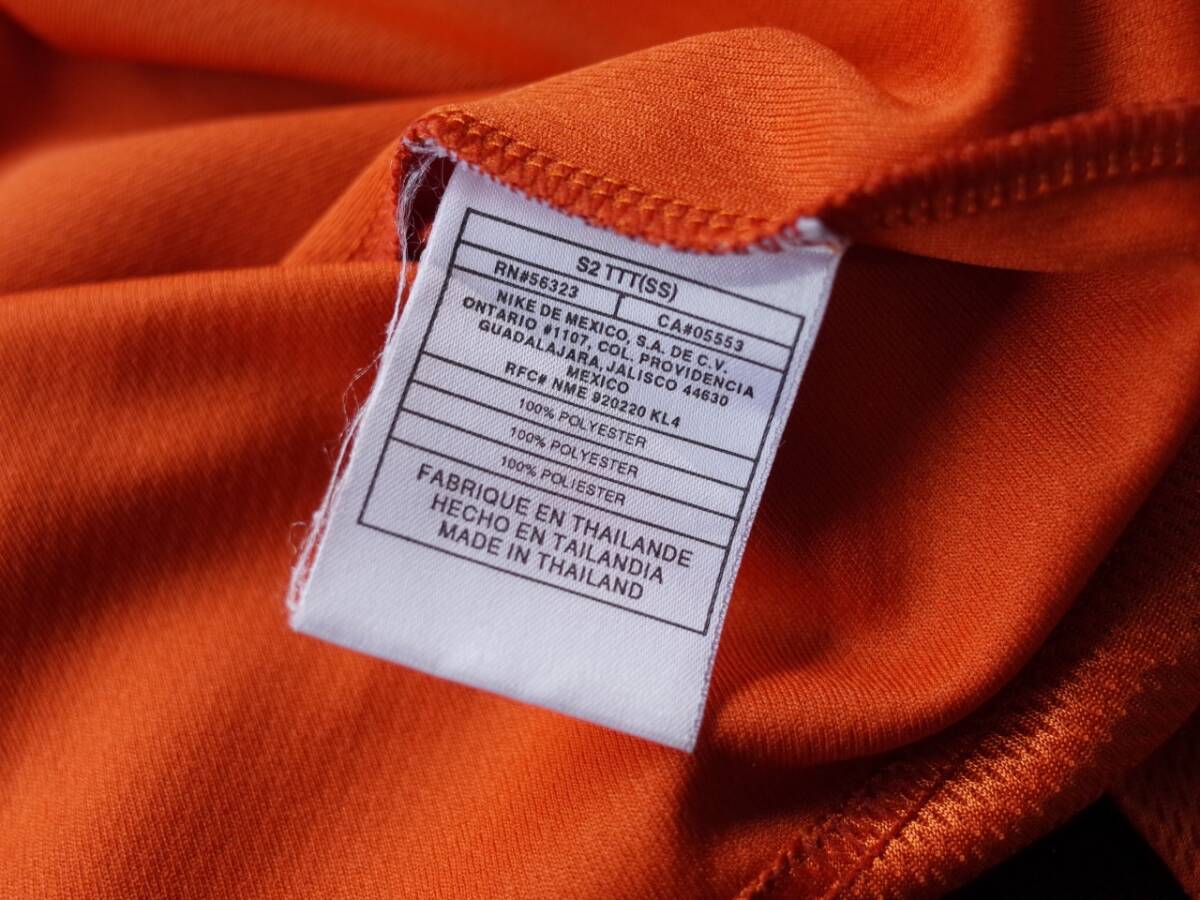 S2 TTT(SS)
RN#56323 CA#05553
NIKE DE MEXICO, S.A. DE C.V.
ONTARIO #1107, COL. PROVIDENCIA
GUADALAJARA, JALISCO 44630
MEXICO
RFC# NME 920220 KL4
100% POLYESTER
100% POLYESTER
100% POLIESTER
FABRIQUE EN THAILANDE
HECHO EN TAILANDIA
MADE IN THAILAND